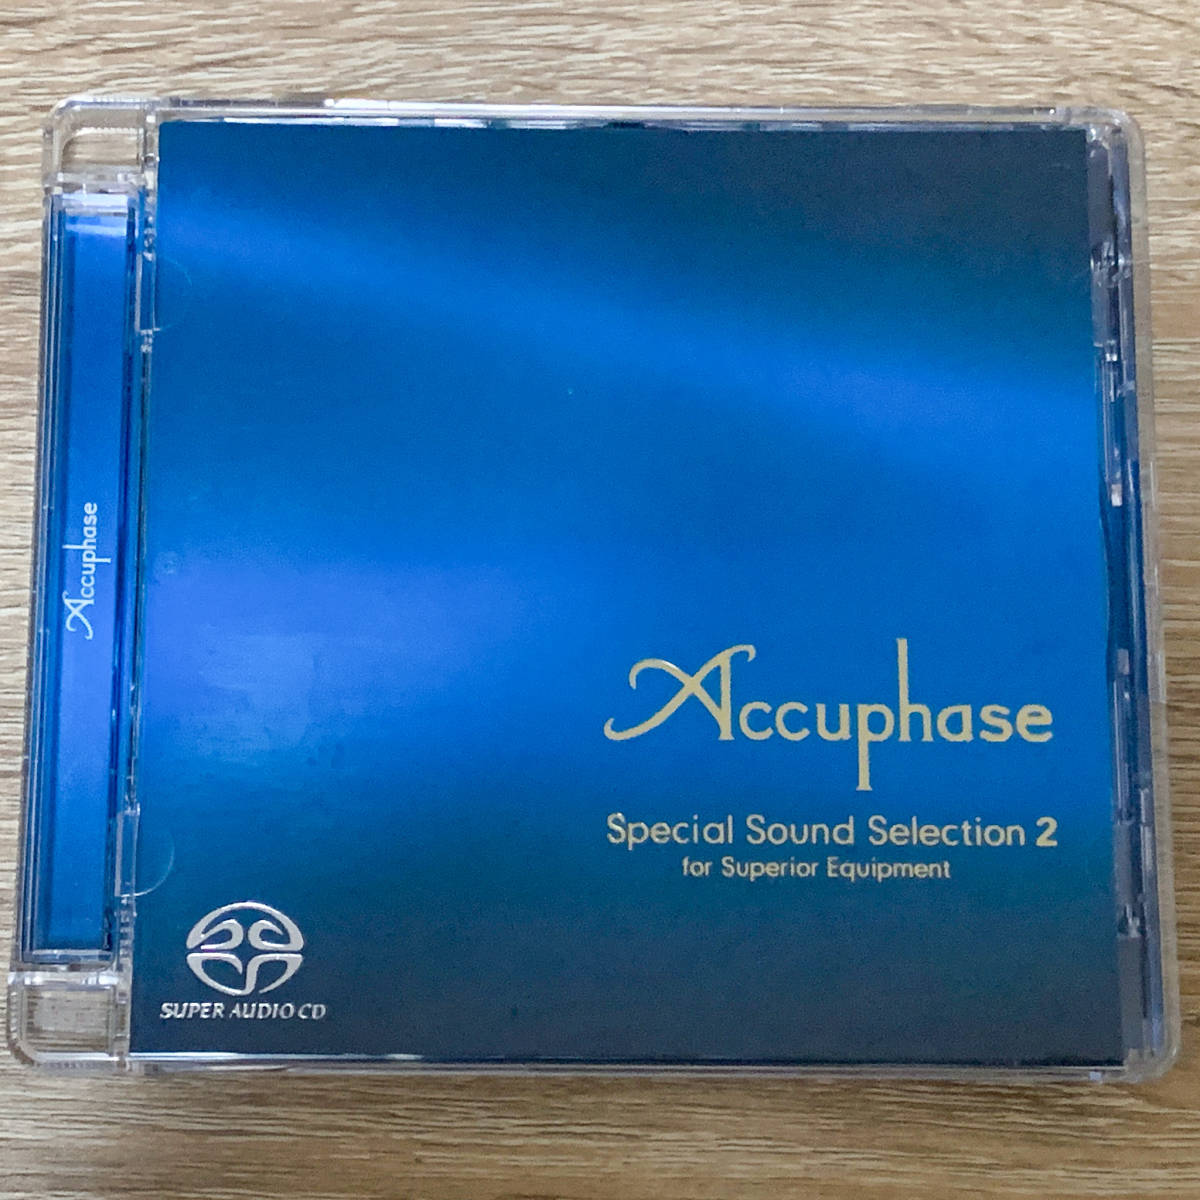 Accuphase
Accuphase
Special Sound Selection 2
for Superior Equipment
SUPER AUDIO CD